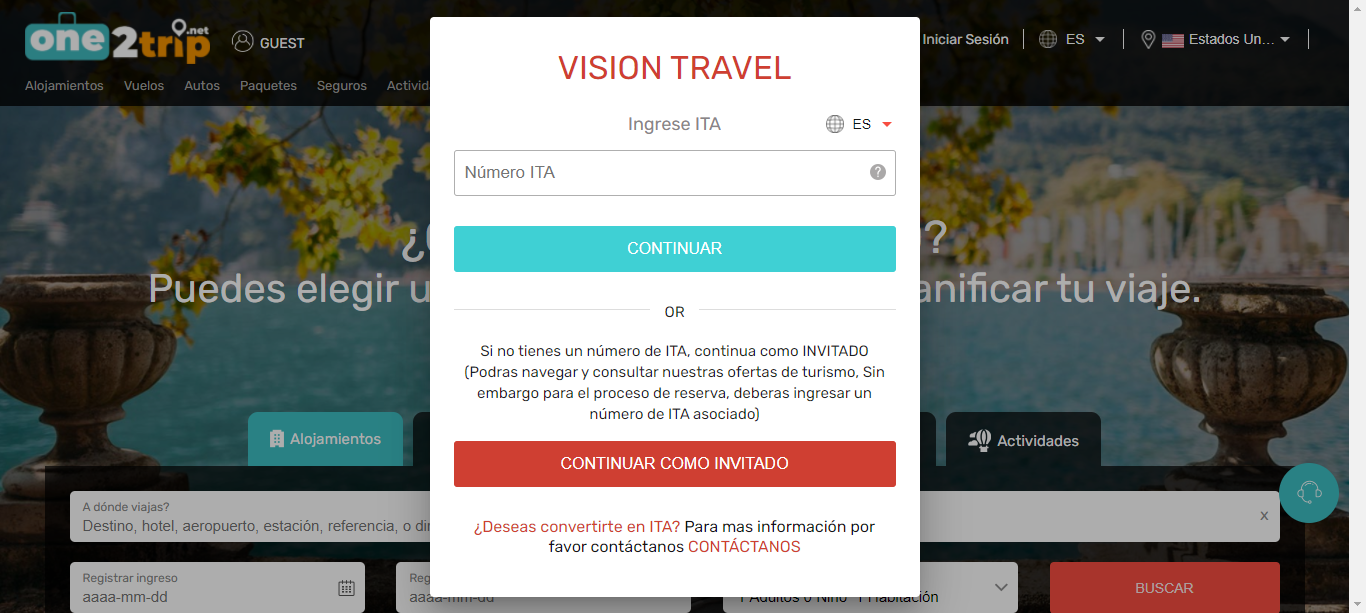 one2trip.net
GUEST
Iniciar Sesión
ES
Estados Un...
Alojamientos Vuelos Autos Paquetes Seguros
VISION TRAVEL
Ingrese ITA
ES
Número ITA
?
CONTINUAR
OR
Si no tienes un número de ITA, continua como INVITADO
(Podras navegar y consultar nuestras ofertas de turismo, Sin
embargo para el proceso de reserva, deberas ingresar un
número de ITA asociado)
CONTINUAR COMO INVITADO
¿Deseas convertirte en ITA? Para mas información por
favor contáctanos CONTÁCTANOS
¿ ?
Puedes elegir tu viaje.
Alojamientos
Actividades
A dónde viajas?
Destino, hotel, aeropuerto, estación, referencia, o
x
Registrar ingreso
aaaa-mm-dd
aaaa-mm-dd
1 Adultos 0 Niño 1 Habitación
BUSCAR